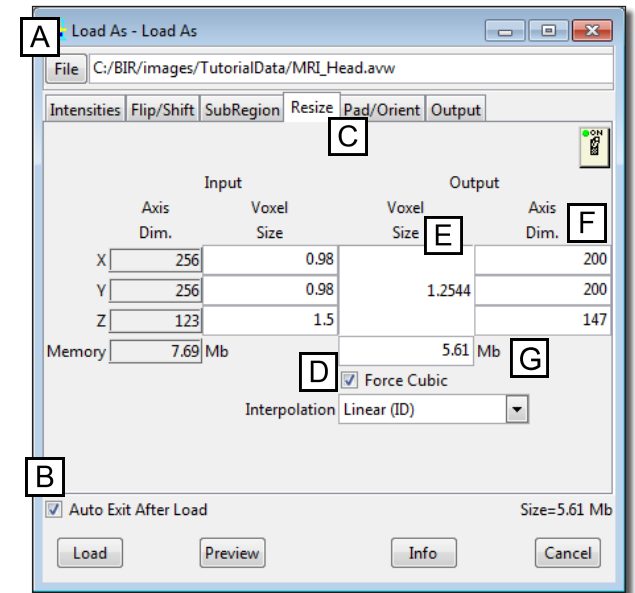 A
Load As - Load As
File C:/BIR/images/TutorialData/MRI_Head.avw
Intensities Flip/Shift SubRegion Resize Pad/Orient Output
C
ON
Input Output
Axis Voxel Voxel Axis
Dim. Size Size E Dim. F
X 256 0.98 200
Y 256 0.98 1.2544 200
Z 123 1.5 147
Memory 7.69 Mb 5.61 Mb G
D Force Cubic
Interpolation Linear (ID)
B
Auto Exit After Load Size=5.61 Mb
Load Preview Info Cancel